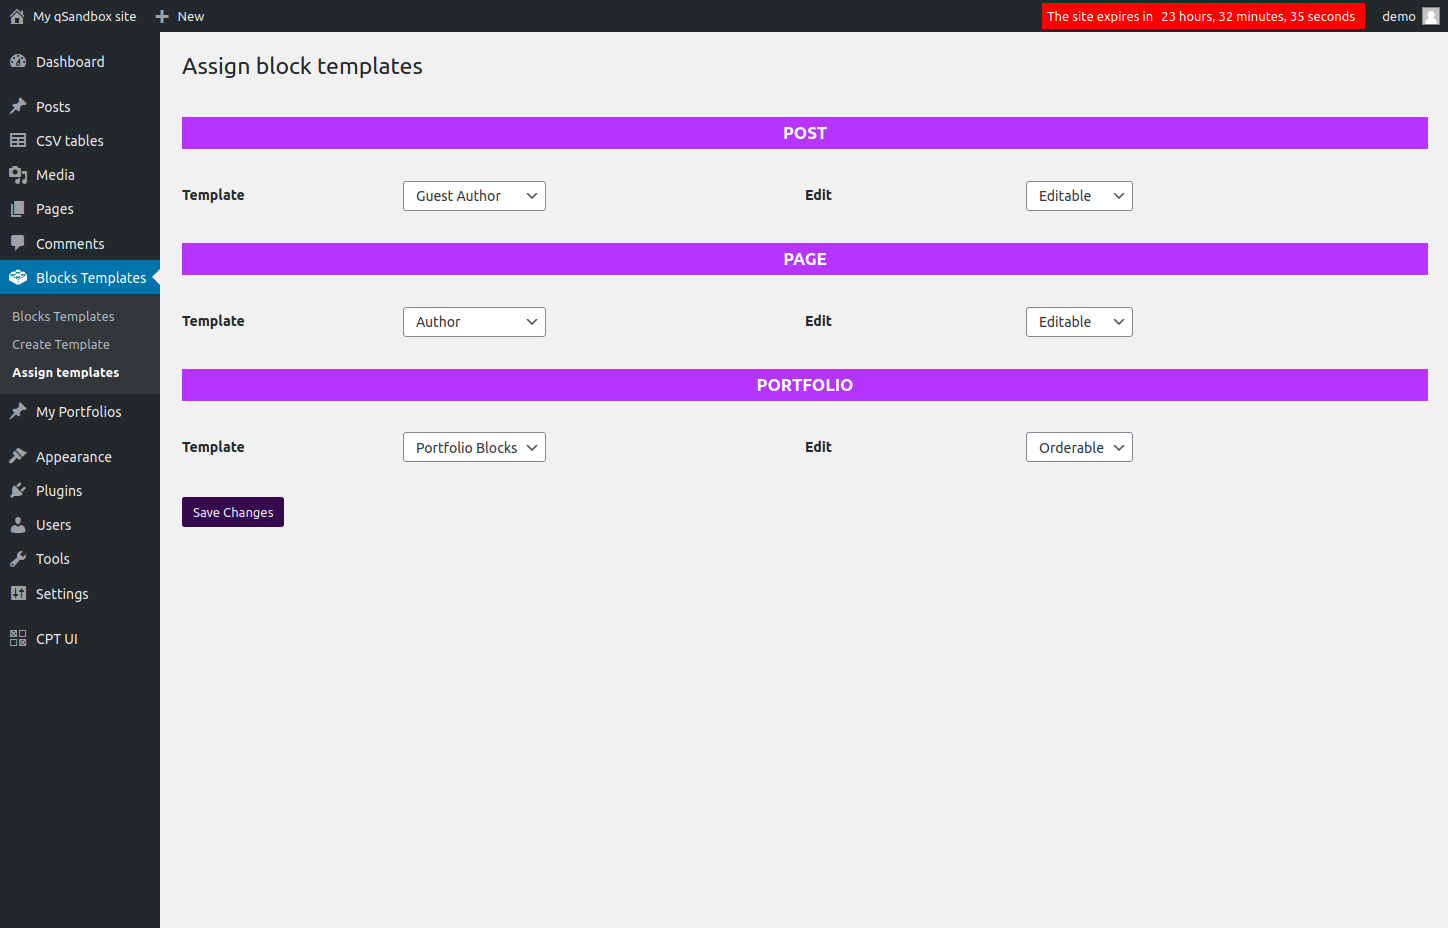 My qSandbox site New The site expires in 23 hours, 32 minutes, 35 seconds demo
Dashboard
Posts
CSV tables
Media
Pages
Comments
Blocks Templates
Blocks Templates
Create Template
Assign templates
My Portfolios
Appearance
Plugins
Users
Tools
Settings
CPT UI
Assign block templates
POST
Template Guest Author Edit Editable
PAGE
Template Author Edit Editable
PORTFOLIO
Template Portfolio Blocks Edit Orderable
Save Changes